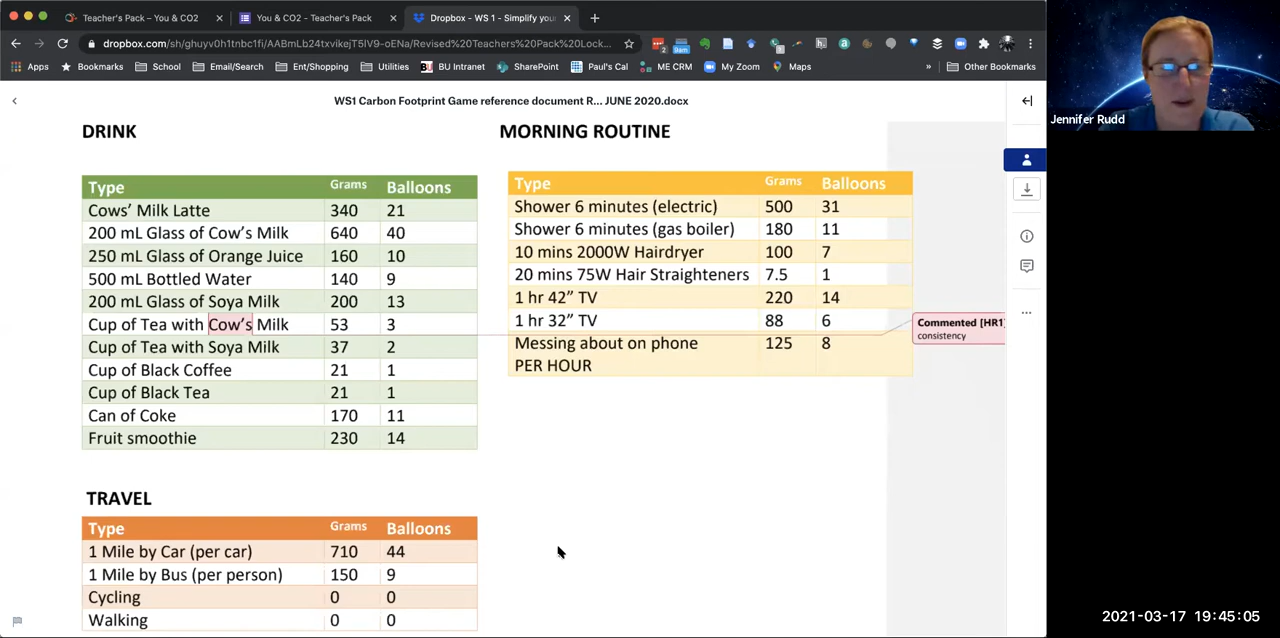 Teacher's Pack – You & CO2
You & CO2 - Teacher's Pack
Dropbox - WS 1 - Simplify you
dropbox.com/sh/ghuyv0h1tnbc1fi/AABmLb24txvikejT5IV9-oENa/Revised%20Teachers%20Pack%20Lock...
Apps Bookmarks School Email/Search Ent/Shopping Utilities BU Intranet SharePoint Paul's Cal ME CRM My Zoom Maps » Other Bookmarks
WS1 Carbon Footprint Game reference document R... JUNE 2020.docx
DRINK
Type Grams Balloons
Cows' Milk Latte 340 21
200 mL Glass of Cow's Milk 640 40
250 mL Glass of Orange Juice 160 10
500 mL Bottled Water 140 9
200 mL Glass of Soya Milk 200 13
Cup of Tea with Cow's Milk 53 3
Cup of Tea with Soya Milk 37 2
Cup of Black Coffee 21 1
Cup of Black Tea 21 1
Can of Coke 170 11
Fruit smoothie 230 14
MORNING ROUTINE
Type Grams Balloons
Shower 6 minutes (electric) 500 31
Shower 6 minutes (gas boiler) 180 11
10 mins 2000W Hairdryer 100 7
20 mins 75W Hair Straighteners 7.5 1
1 hr 42” TV 220 14
1 hr 32” TV 88 6
Messing about on phone 125 8
PER HOUR
Commented [HR1]
consistency
TRAVEL
Type Grams Balloons
1 Mile by Car (per car) 710 44
1 Mile by Bus (per person) 150 9
Cycling 0 0
Walking 0 0
Jennifer Rudd
2021-03-17 19:45:05